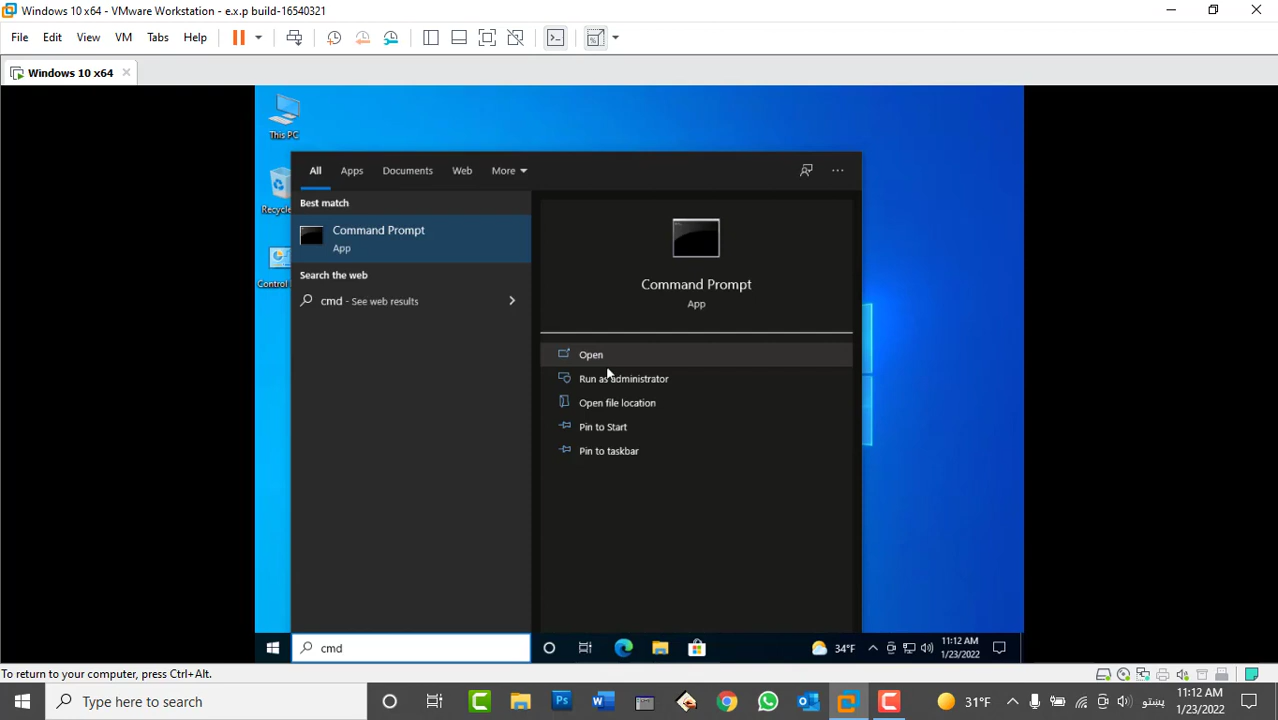 Windows 10 x64 - VMware Workstation - e.x.p build-16540321
File Edit View VM Tabs Help
Windows 10 x64
This PC
Recycle
Control
All Apps Documents Web More
Best match
Command Prompt
App
Search the web
cmd - See web results
Command Prompt
App
Open
Run as administrator
Open file location
Pin to Start
Pin to taskbar
cmd
34°F
11:12 AM
1/23/2022
To return to your computer, press Ctrl+Alt.
Type here to search
31°F
پښتو
11:12 AM
1/23/2022